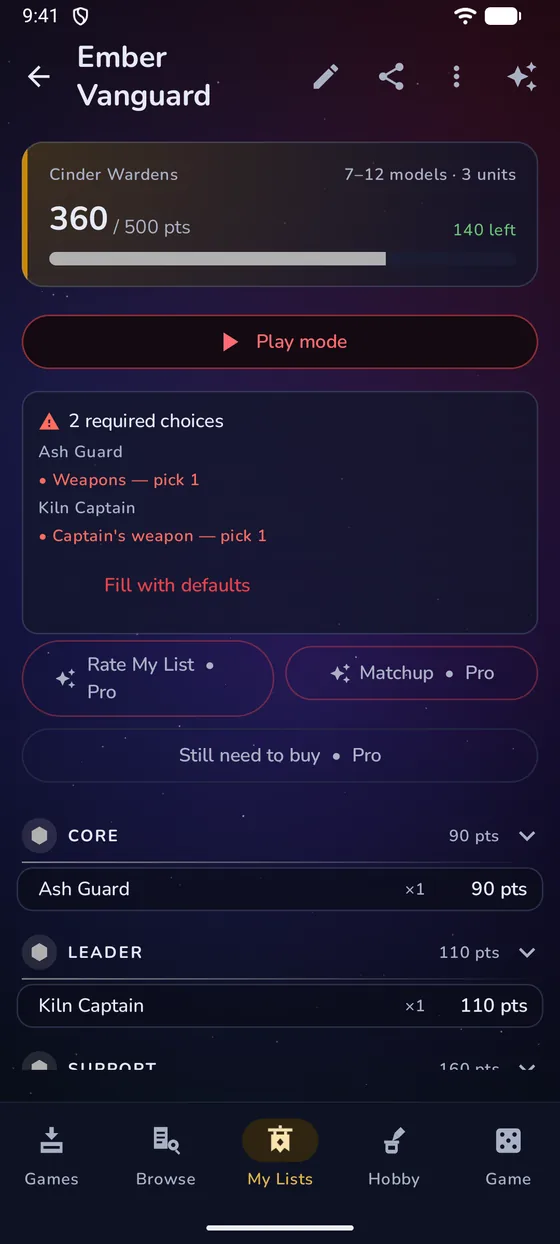 9:41
Ember
Vanguard
Cinder Wardens
7–12 models · 3 units
360 / 500 pts
140 left
Play mode
2 required choices
Ash Guard
• Weapons — pick 1
Kiln Captain
• Captain's weapon — pick 1
Fill with defaults
Rate My List •
Pro
Matchup • Pro
Still need to buy • Pro
CORE
90 pts
Ash Guard
×1
90 pts
LEADER
110 pts
Kiln Captain
×1
110 pts
SUPPORT
160 pts
Games
Browse
My Lists
Hobby
Game